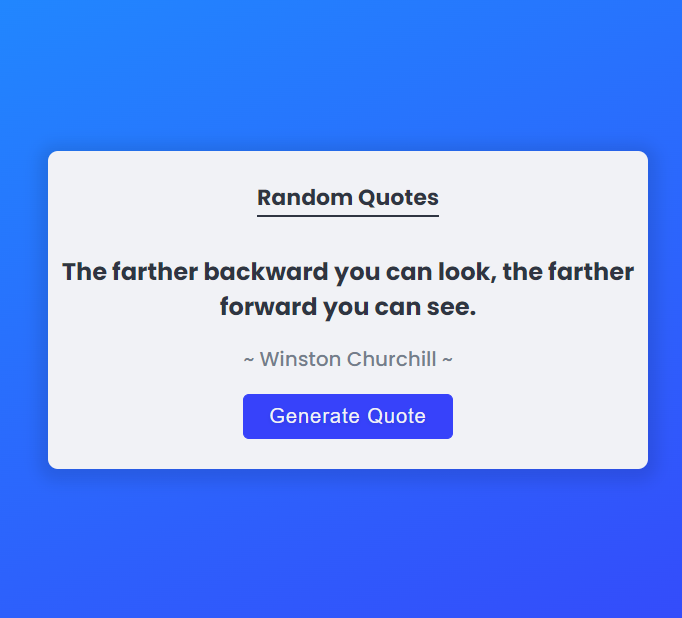 Random Quotes
The farther backward you can look, the farther
forward you can see.
~ Winston Churchill ~
Generate Quote